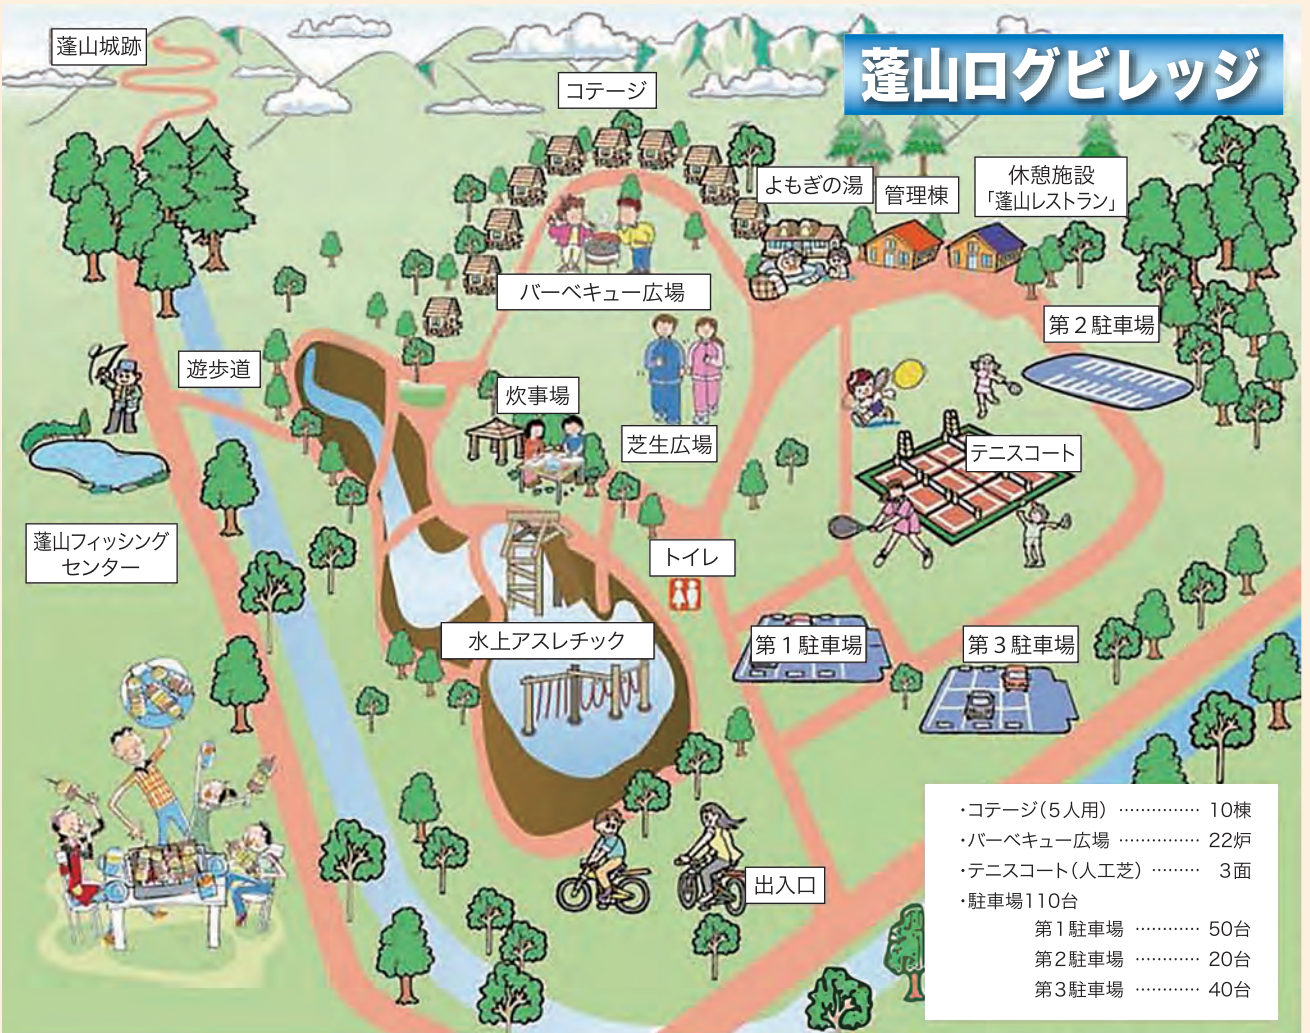 蓬山城跡
コテージ
蓬山ログビレッジ
よもぎの湯
管理棟
休憩施設
「蓬山レストラン」
バーベキュー広場
第2駐車場
遊歩道
炊事場
芝生広場
テニスコート
蓬山フィッシング
センター
トイレ
水上アスレチック
第1駐車場
第3駐車場
出入口
・コテージ（5人用） …………… 10棟
・バーベキュー広場 …………… 22炉
・テニスコート（人工芝） ……… 3面
・駐車場110台
第1駐車場 ………… 50台
第2駐車場 ………… 20台
第3駐車場 ………… 40台